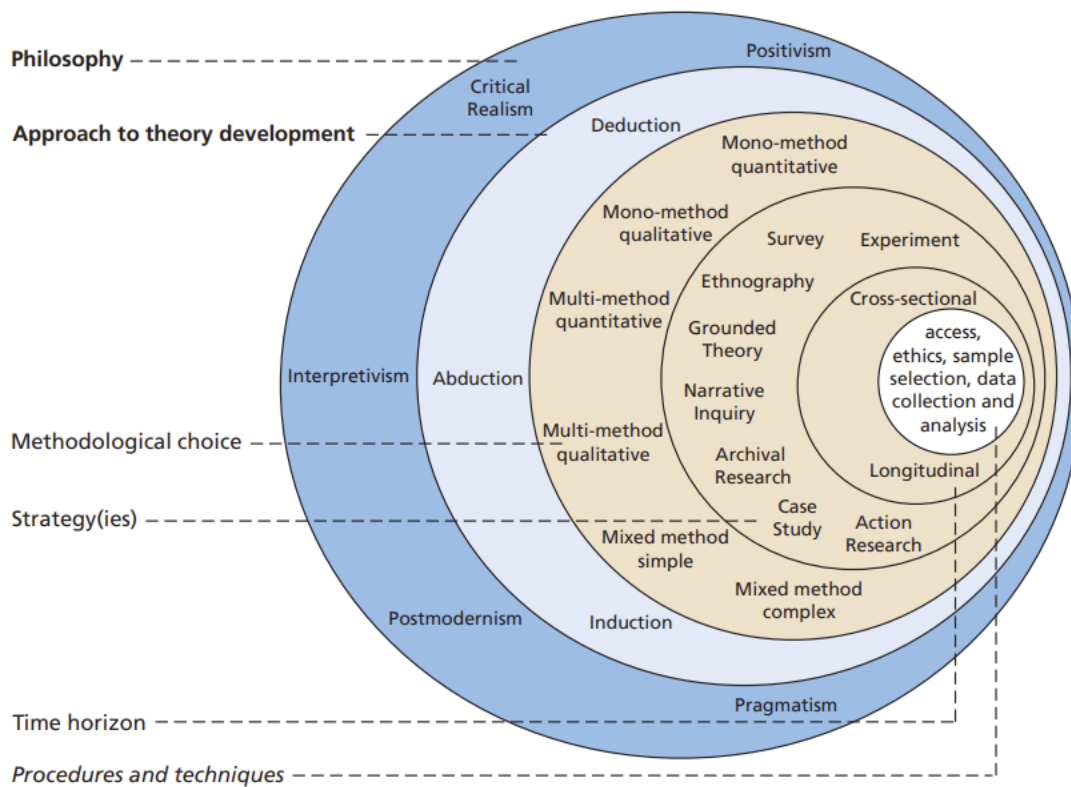 Philosophy
Positivism
Critical
Realism
Approach to theory development
Deduction
Mono-method
quantitative
Mono-method
qualitative
Survey
Experiment
Ethnography
Cross-sectional
Multi-method
quantitative
Grounded
Theory
access,
ethics, sample
selection, data
collection and
analysis
Interpretivism
Abduction
Narrative
Inquiry
Methodological choice
Multi-method
qualitative
Archival
Research
Longitudinal
Strategy(ies)
Case
Study
Action
Research
Mixed method
simple
Mixed method
complex
Postmodernism
Induction
Pragmatism
Time horizon
Procedures and techniques